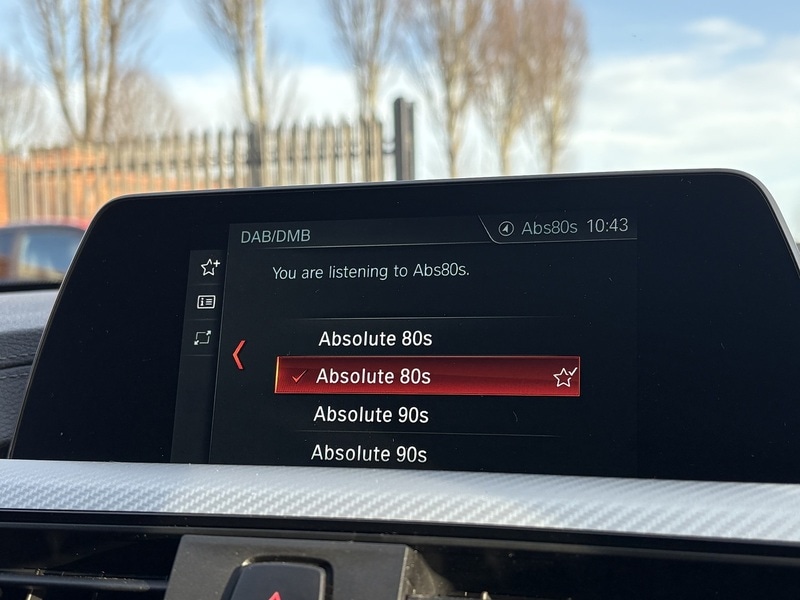 DAB/DMB
Abs80s 10:43
You are listening to Abs80s.
Absolute 80s
Absolute 80s
Absolute 90s
Absolute 90s